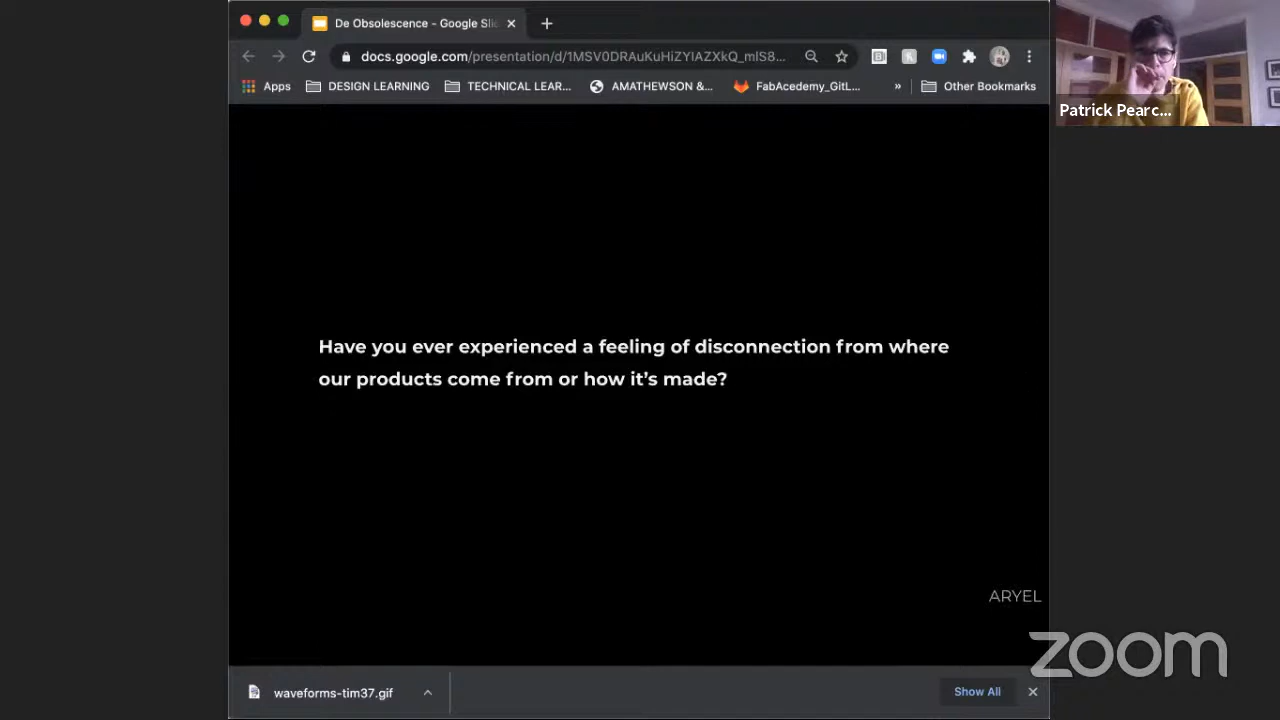 De Obsolescence - Google Sli
docs.google.com/presentation/d/1MSV0DRAuKuHiZYIAZXkQ_mlS8...
Apps
DESIGN LEARNING
TECHNICAL LEAR...
AMATHEWSON &...
FabAcedemy_GitL...
»
Other Bookmarks
Patrick Pearc...
Have you ever experienced a feeling of disconnection from where
our products come from or how it’s made?
ARYEL
zoom
waveforms-tim37.gif
Show All